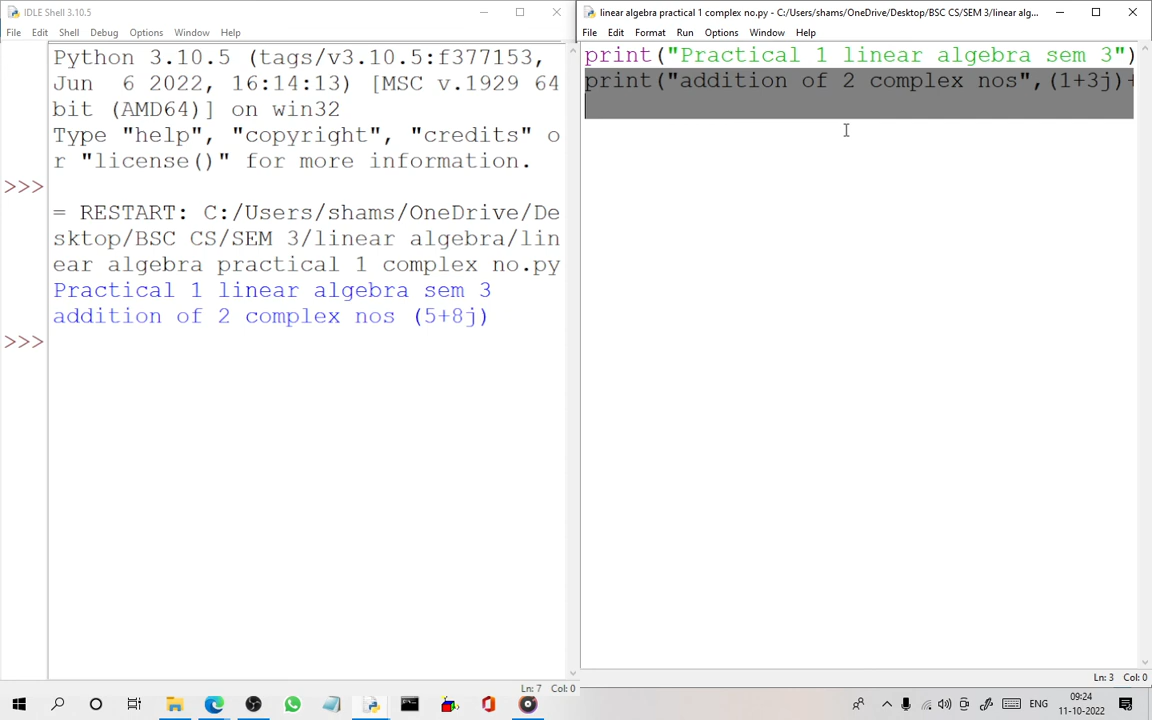 IDLE Shell 3.10.5
File Edit Shell Debug Options Window Help
Python 3.10.5 (tags/v3.10.5:f377153,
Jun  6 2022, 16:14:13) [MSC v.1929 64
bit (AMD64)] on win32
Type "help", "copyright", "credits" o
r "license()" for more information.
>>>
= RESTART: C:/Users/shams/OneDrive/De
sktop/BSC CS/SEM 3/linear algebra/lin
ear algebra practical 1 complex no.py
Practical 1 linear algebra sem 3
addition of 2 complex nos (5+8j)
>>>
Ln: 7 Col: 0
linear algebra practical 1 complex no.py - C:/Users/shams/OneDrive/Desktop/BSC CS/SEM 3/linear alg...
File Edit Format Run Options Window Help
print("Practical 1 linear algebra sem 3")
print("addition of 2 complex nos",(1+3j)+
Ln: 3 Col: 0
ENG
09:24
11-10-2022